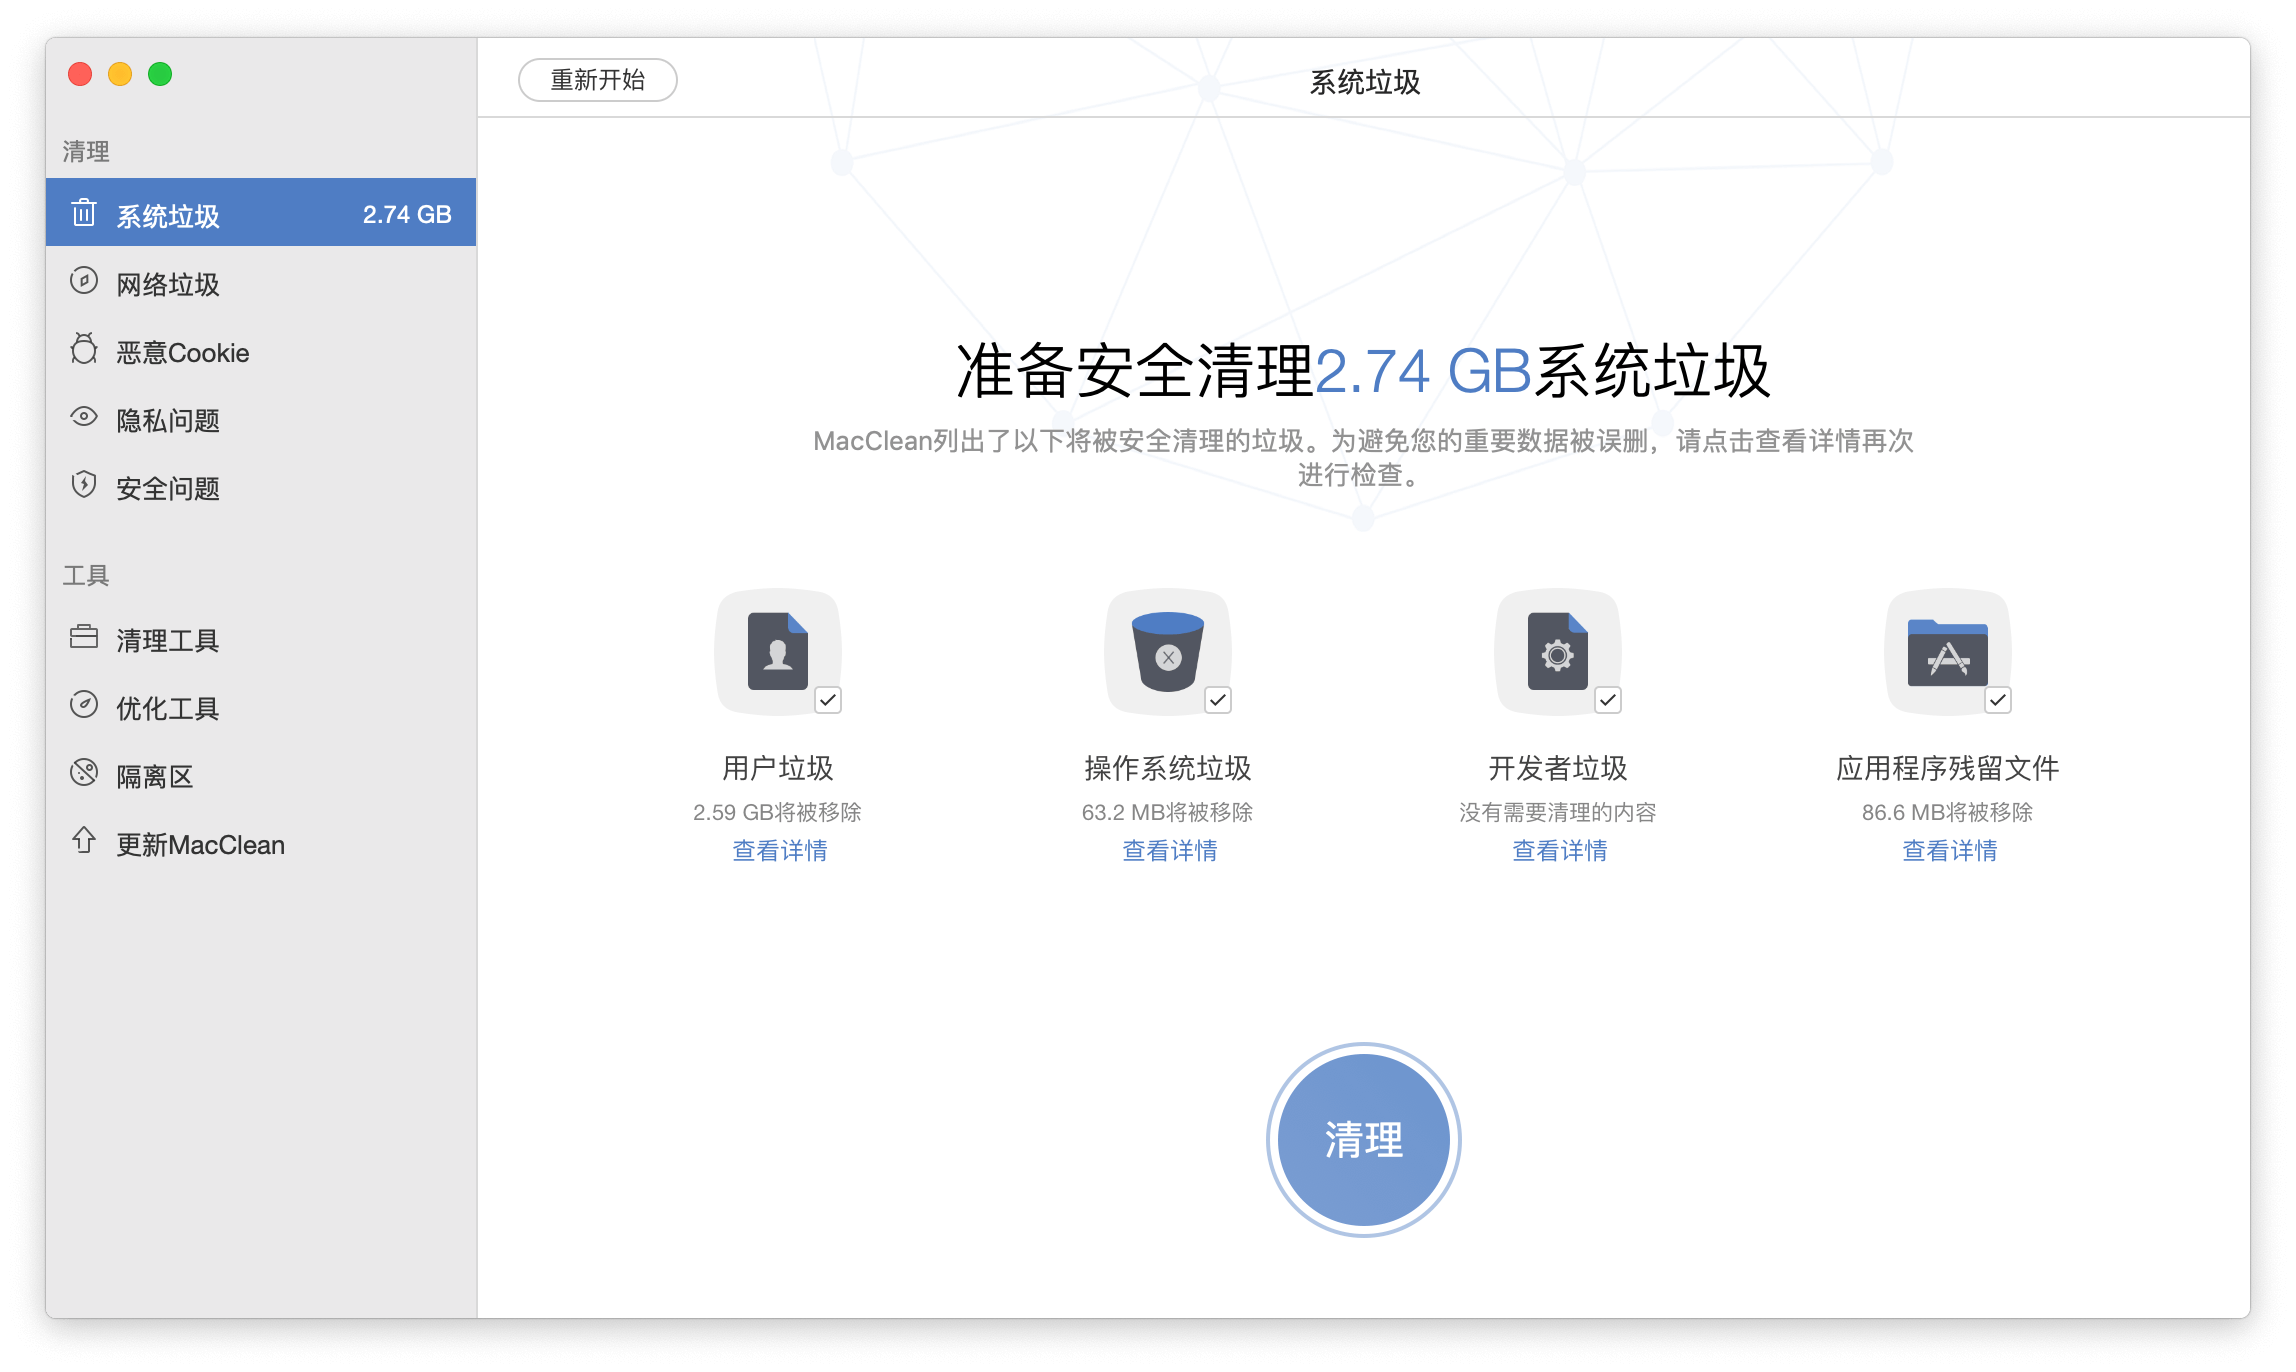 重新开始
系统垃圾
清理
系统垃圾 2.74 GB
网络垃圾
恶意Cookie
隐私问题
安全问题
工具
清理工具
优化工具
隔离区
更新MacClean
准备安全清理2.74 GB系统垃圾
MacClean列出了以下将被安全清理的垃圾。为避免您的重要数据被误删，请点击查看详情再次
进行检查。
用户垃圾
2.59 GB将被移除
查看详情
操作系统垃圾
63.2 MB将被移除
查看详情
开发者垃圾
没有需要清理的内容
查看详情
应用程序残留文件
86.6 MB将被移除
查看详情
清理